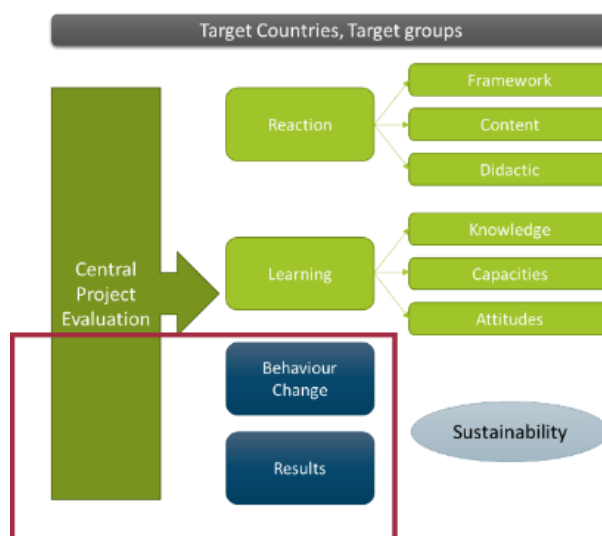 Target Countries, Target groups
Framework
Reaction
Content
Didactic
Knowledge
Central
Project
Evaluation
Learning
Capacities
Attitudes
Behaviour
Change
Sustainability
Results